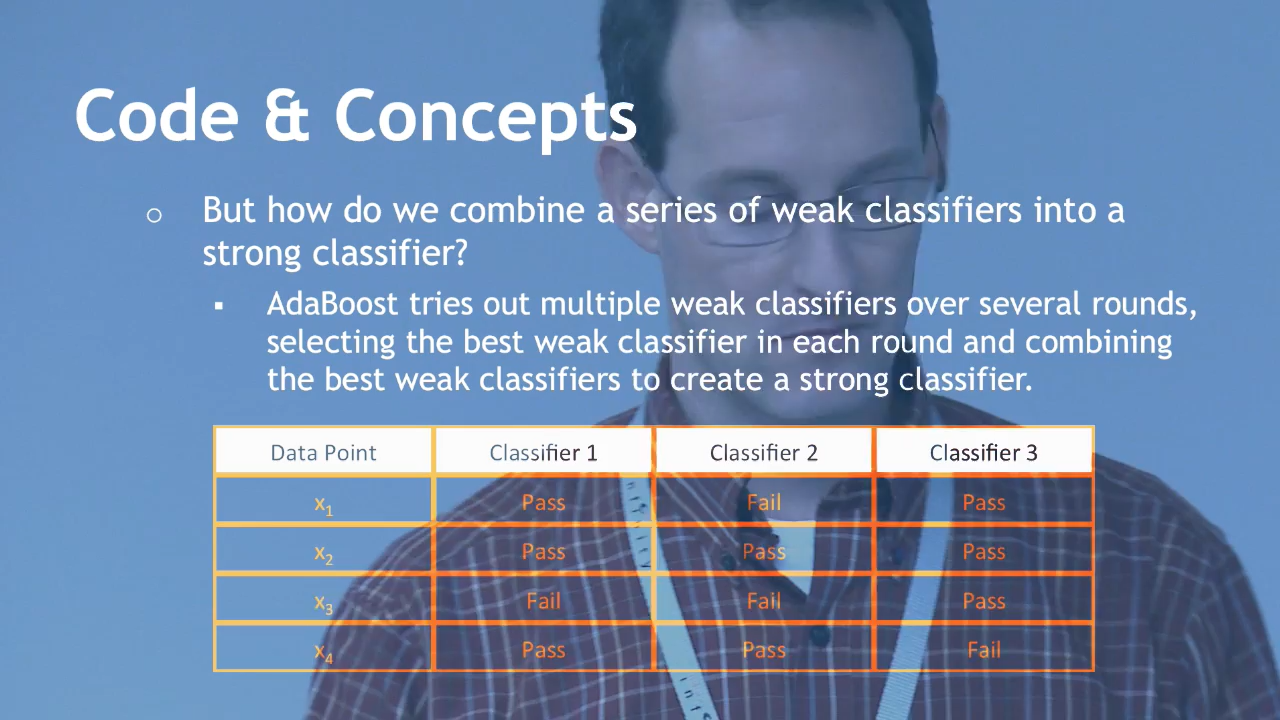 Code & Concepts
But how do we combine a series of weak classifiers into a
strong classifier?
AdaBoost tries out multiple weak classifiers over several rounds,
selecting the best weak classifier in each round and combining
the best weak classifiers to create a strong classifier.
Data Point Classifier 1 Classifier 2 Classifier 3
x₁ Pass Fail Pass
x₂ Pass Pass Pass
x₃ Fail Fail Pass
x₄ Pass Pass Fail